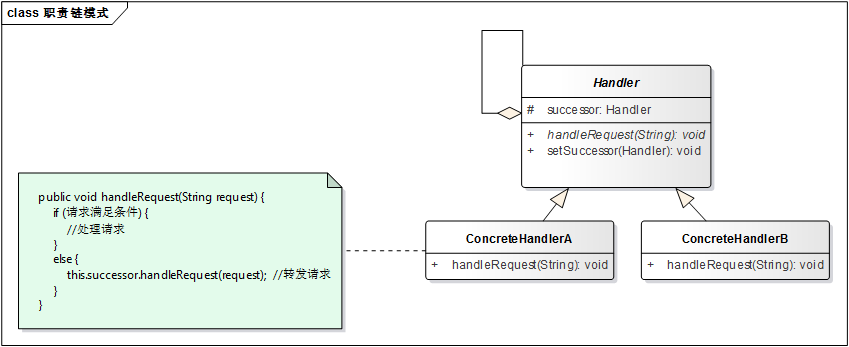 class 职责链模式
Handler
# successor: Handler
+ handleRequest(String): void
+ setSuccessor(Handler): void
public void handleRequest(String request) {
if (请求满足条件) {
//处理请求
}
else {
this.successor.handleRequest(request); //转发请求
}
}
ConcreteHandlerA
+ handleRequest(String): void
ConcreteHandlerB
+ handleRequest(String): void